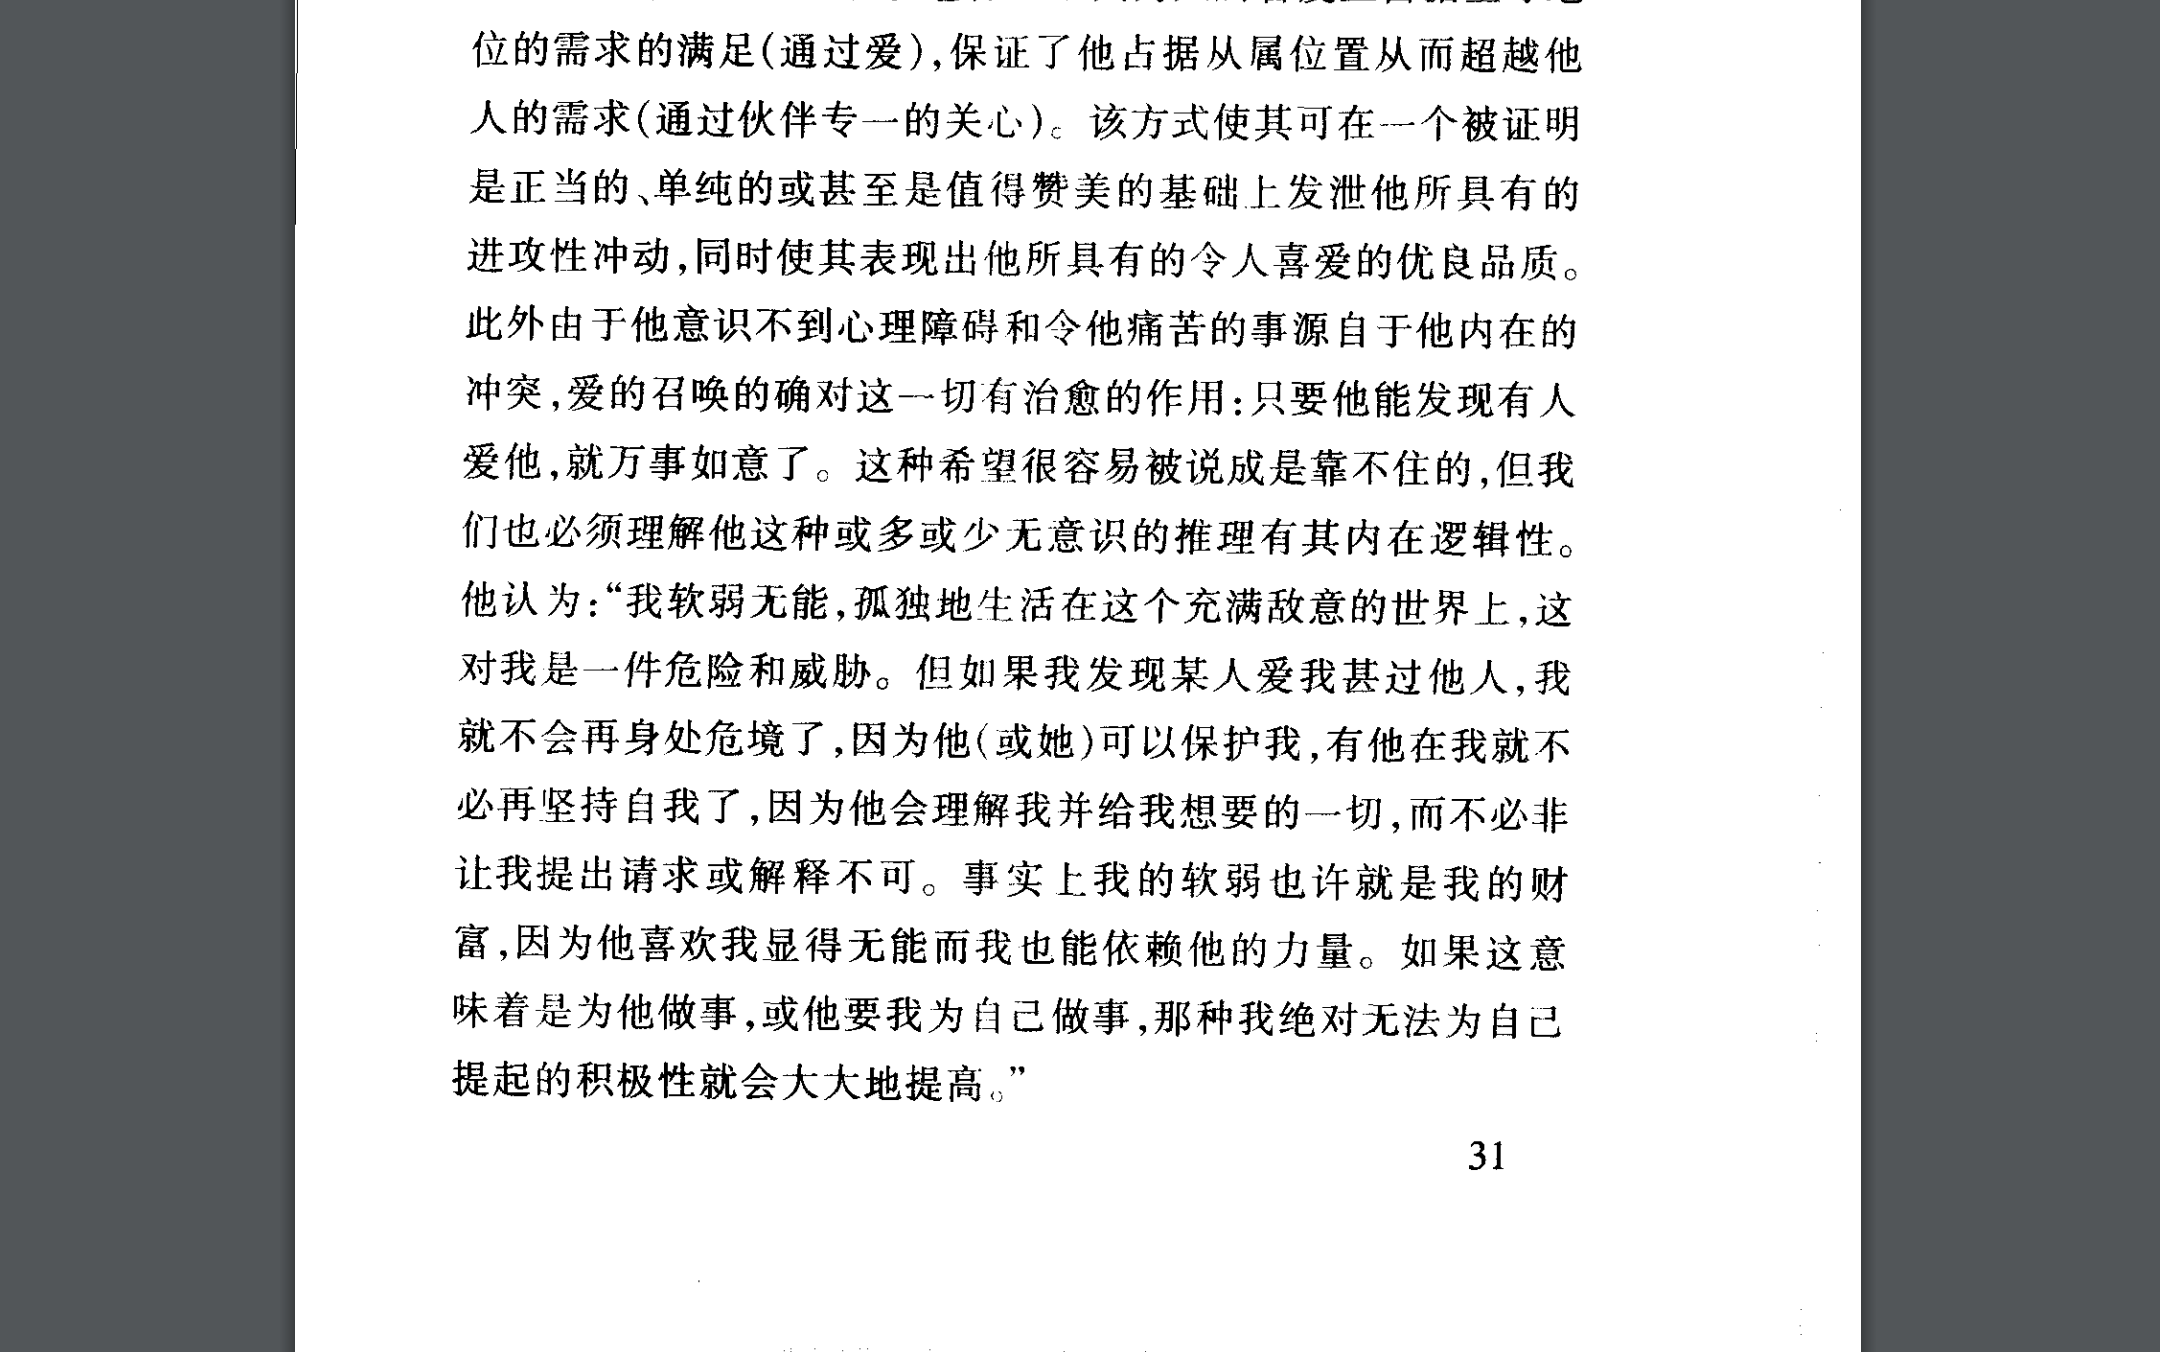 位的需求的满足(通过爱),保证了他占据从属位置从而超越他
人的需求(通过伙伴专一的关心)。该方式使其可在一个被证明
是正当的、单纯的或甚至是值得赞美的基础上发泄他所具有的
进攻性冲动,同时使其表现出他所具有的令人喜爱的优良品质。
此外由于他意识不到心理障碍和令他痛苦的事源自于他内在的
冲突,爱的召唤的确对这一切有治愈的作用:只要他能发现有人
爱他,就万事如意了。这种希望很容易被说成是靠不住的,但我
们也必须理解他这种或多或少无意识的推理有其内在逻辑性。
他认为:“我软弱无能,孤独地生活在这个充满敌意的世界上,这
对我是一件危险和威胁。但如果我发现某人爱我甚过他人,我
就不会再身处危境了,因为他(或她)可以保护我,有他在我就不
必再坚持自我了,因为他会理解我并给我想要的一切,而不必非
让我提出请求或解释不可。事实上我的软弱也许就是我的财
富,因为他喜欢我显得无能而我也能依赖他的力量。如果这意
味着是为他做事,或他要我为自己做事,那种我绝对无法为自己
提起的积极性就会大大地提高。”
31